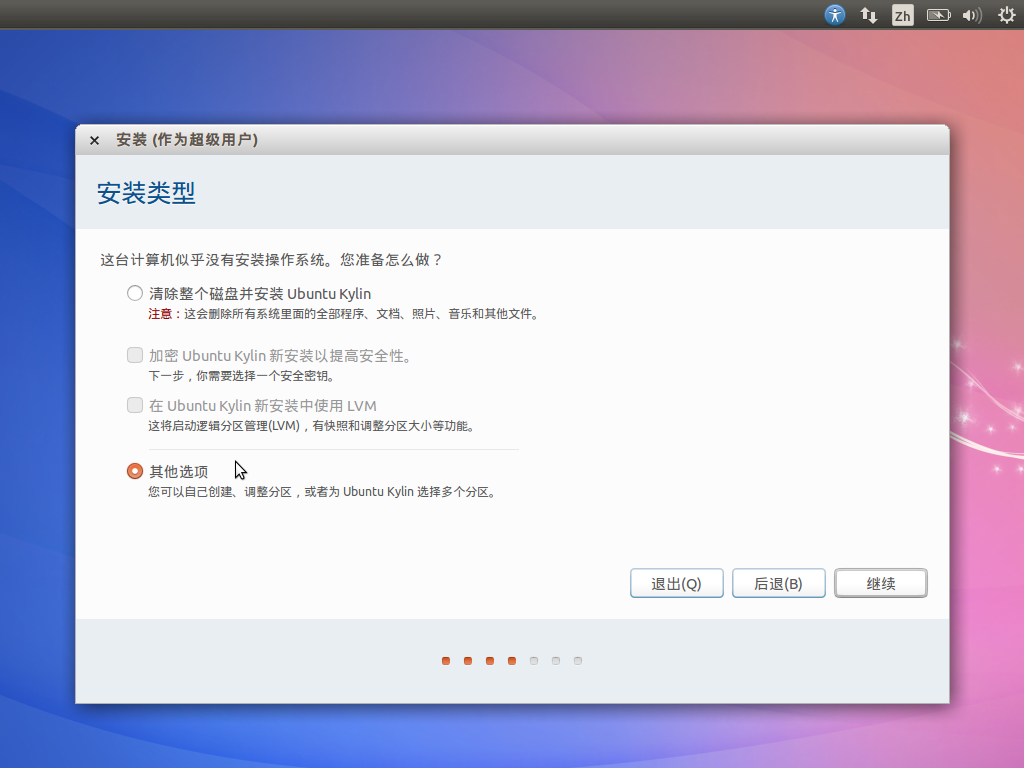 Zh
安装 (作为超级用户)
安装类型
这台计算机似乎没有安装操作系统。您准备怎么做？
清除整个磁盘并安装 Ubuntu Kylin
注意：这会删除所有系统里面的全部程序、文档、照片、音乐和其他文件。
加密 Ubuntu Kylin 新安装以提高安全性。
下一步，你需要选择一个安全密钥。
在 Ubuntu Kylin 新安装中使用 LVM
这将启动逻辑分区管理(LVM)，有快照和调整分区大小等功能。
其他选项
您可以自己创建、调整分区，或者为 Ubuntu Kylin 选择多个分区。
退出(Q) 后退(B) 继续